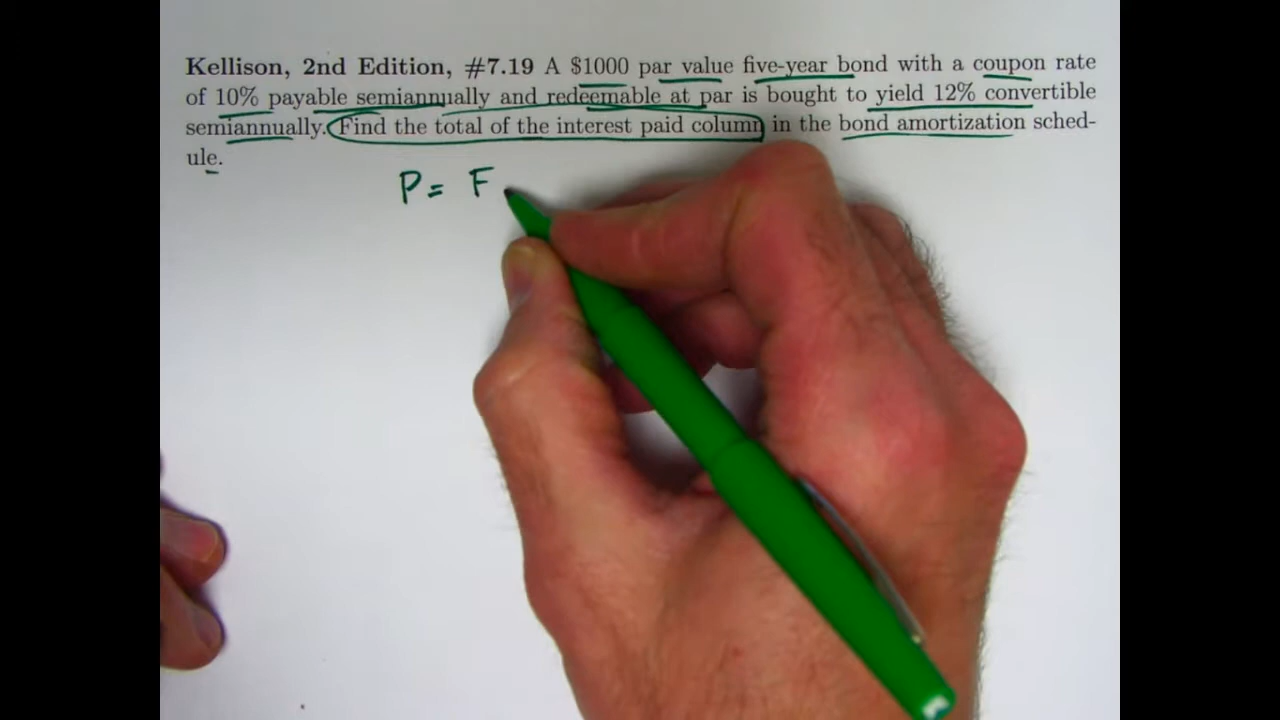 Kellison, 2nd Edition, #7.19 A $1000 par value five-year bond with a coupon rate
of 10% payable semiannually and redeemable at par is bought to yield 12% convertible
semiannually. Find the total of the interest paid column in the bond amortization sched-
ule.
P = F